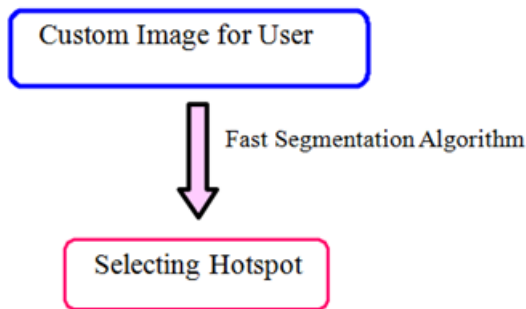 Custom Image for User
Fast Segmentation Algorithm
Selecting Hotspot